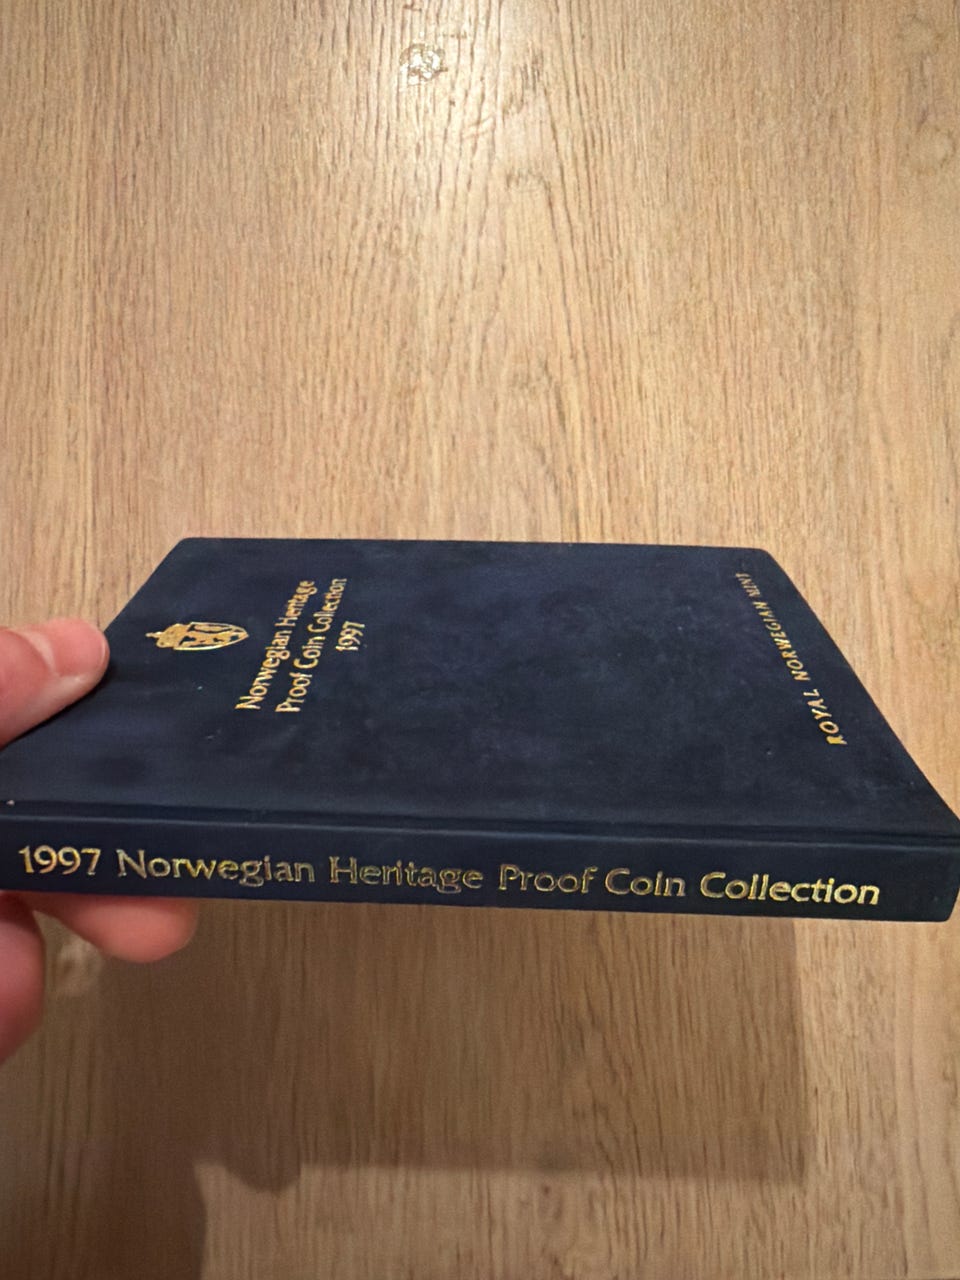 Norwegian Heritage
Proof Coin Collection
1997
ROYAL NORWEGIAN MINT
1997 Norwegian Heritage Proof Coin Collection